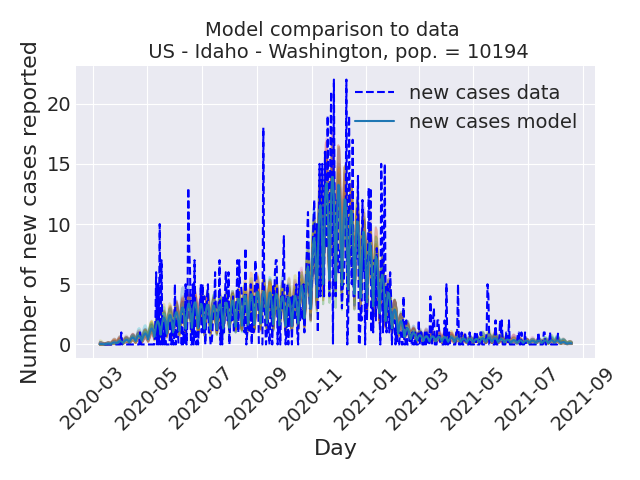 Model comparison to data
US - Idaho - Washington, pop. = 10194
Number of new cases reported
20
15
10
5
0
new cases data
new cases model
2020-03
2020-05
2020-07
2020-09
2020-11
2021-01
2021-03
2021-05
2021-07
2021-09
Day